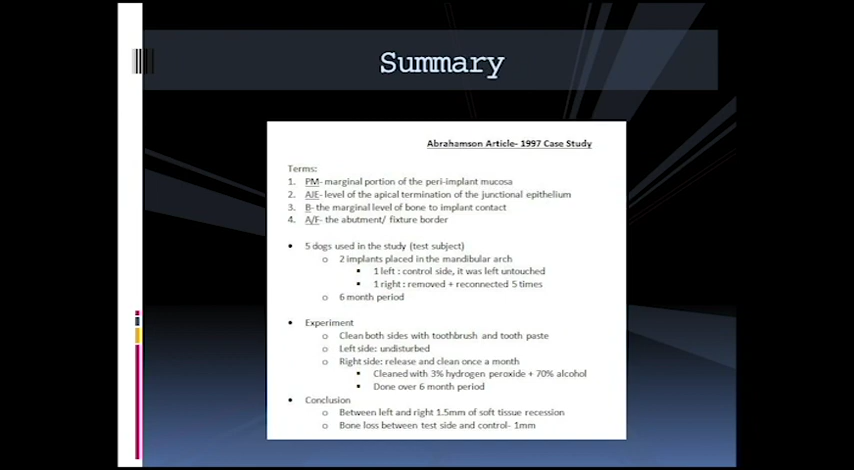 Summary
Abrahamson Article- 1997 Case Study
Terms:
1. PM- marginal portion of the peri-implant mucosa
2. AJE- level of the apical termination of the junctional epithelium
3. B- the marginal level of bone to implant contact
4. A/F- the abutment/ fixture border
• 5 dogs used in the study (test subject)
o 2 implants placed in the mandibular arch
▪ 1 left : control side, it was left untouched
▪ 1 right : removed + reconnected 5 times
o 6 month period
• Experiment
o Clean both sides with toothbrush and tooth paste
o Left side: undisturbed
o Right side: release and clean once a month
▪ Cleaned with 3% hydrogen peroxide + 70% alcohol
▪ Done over 6 month period
• Conclusion
o Between left and right 1.5mm of soft tissue recession
o Bone loss between test side and control- 1mm